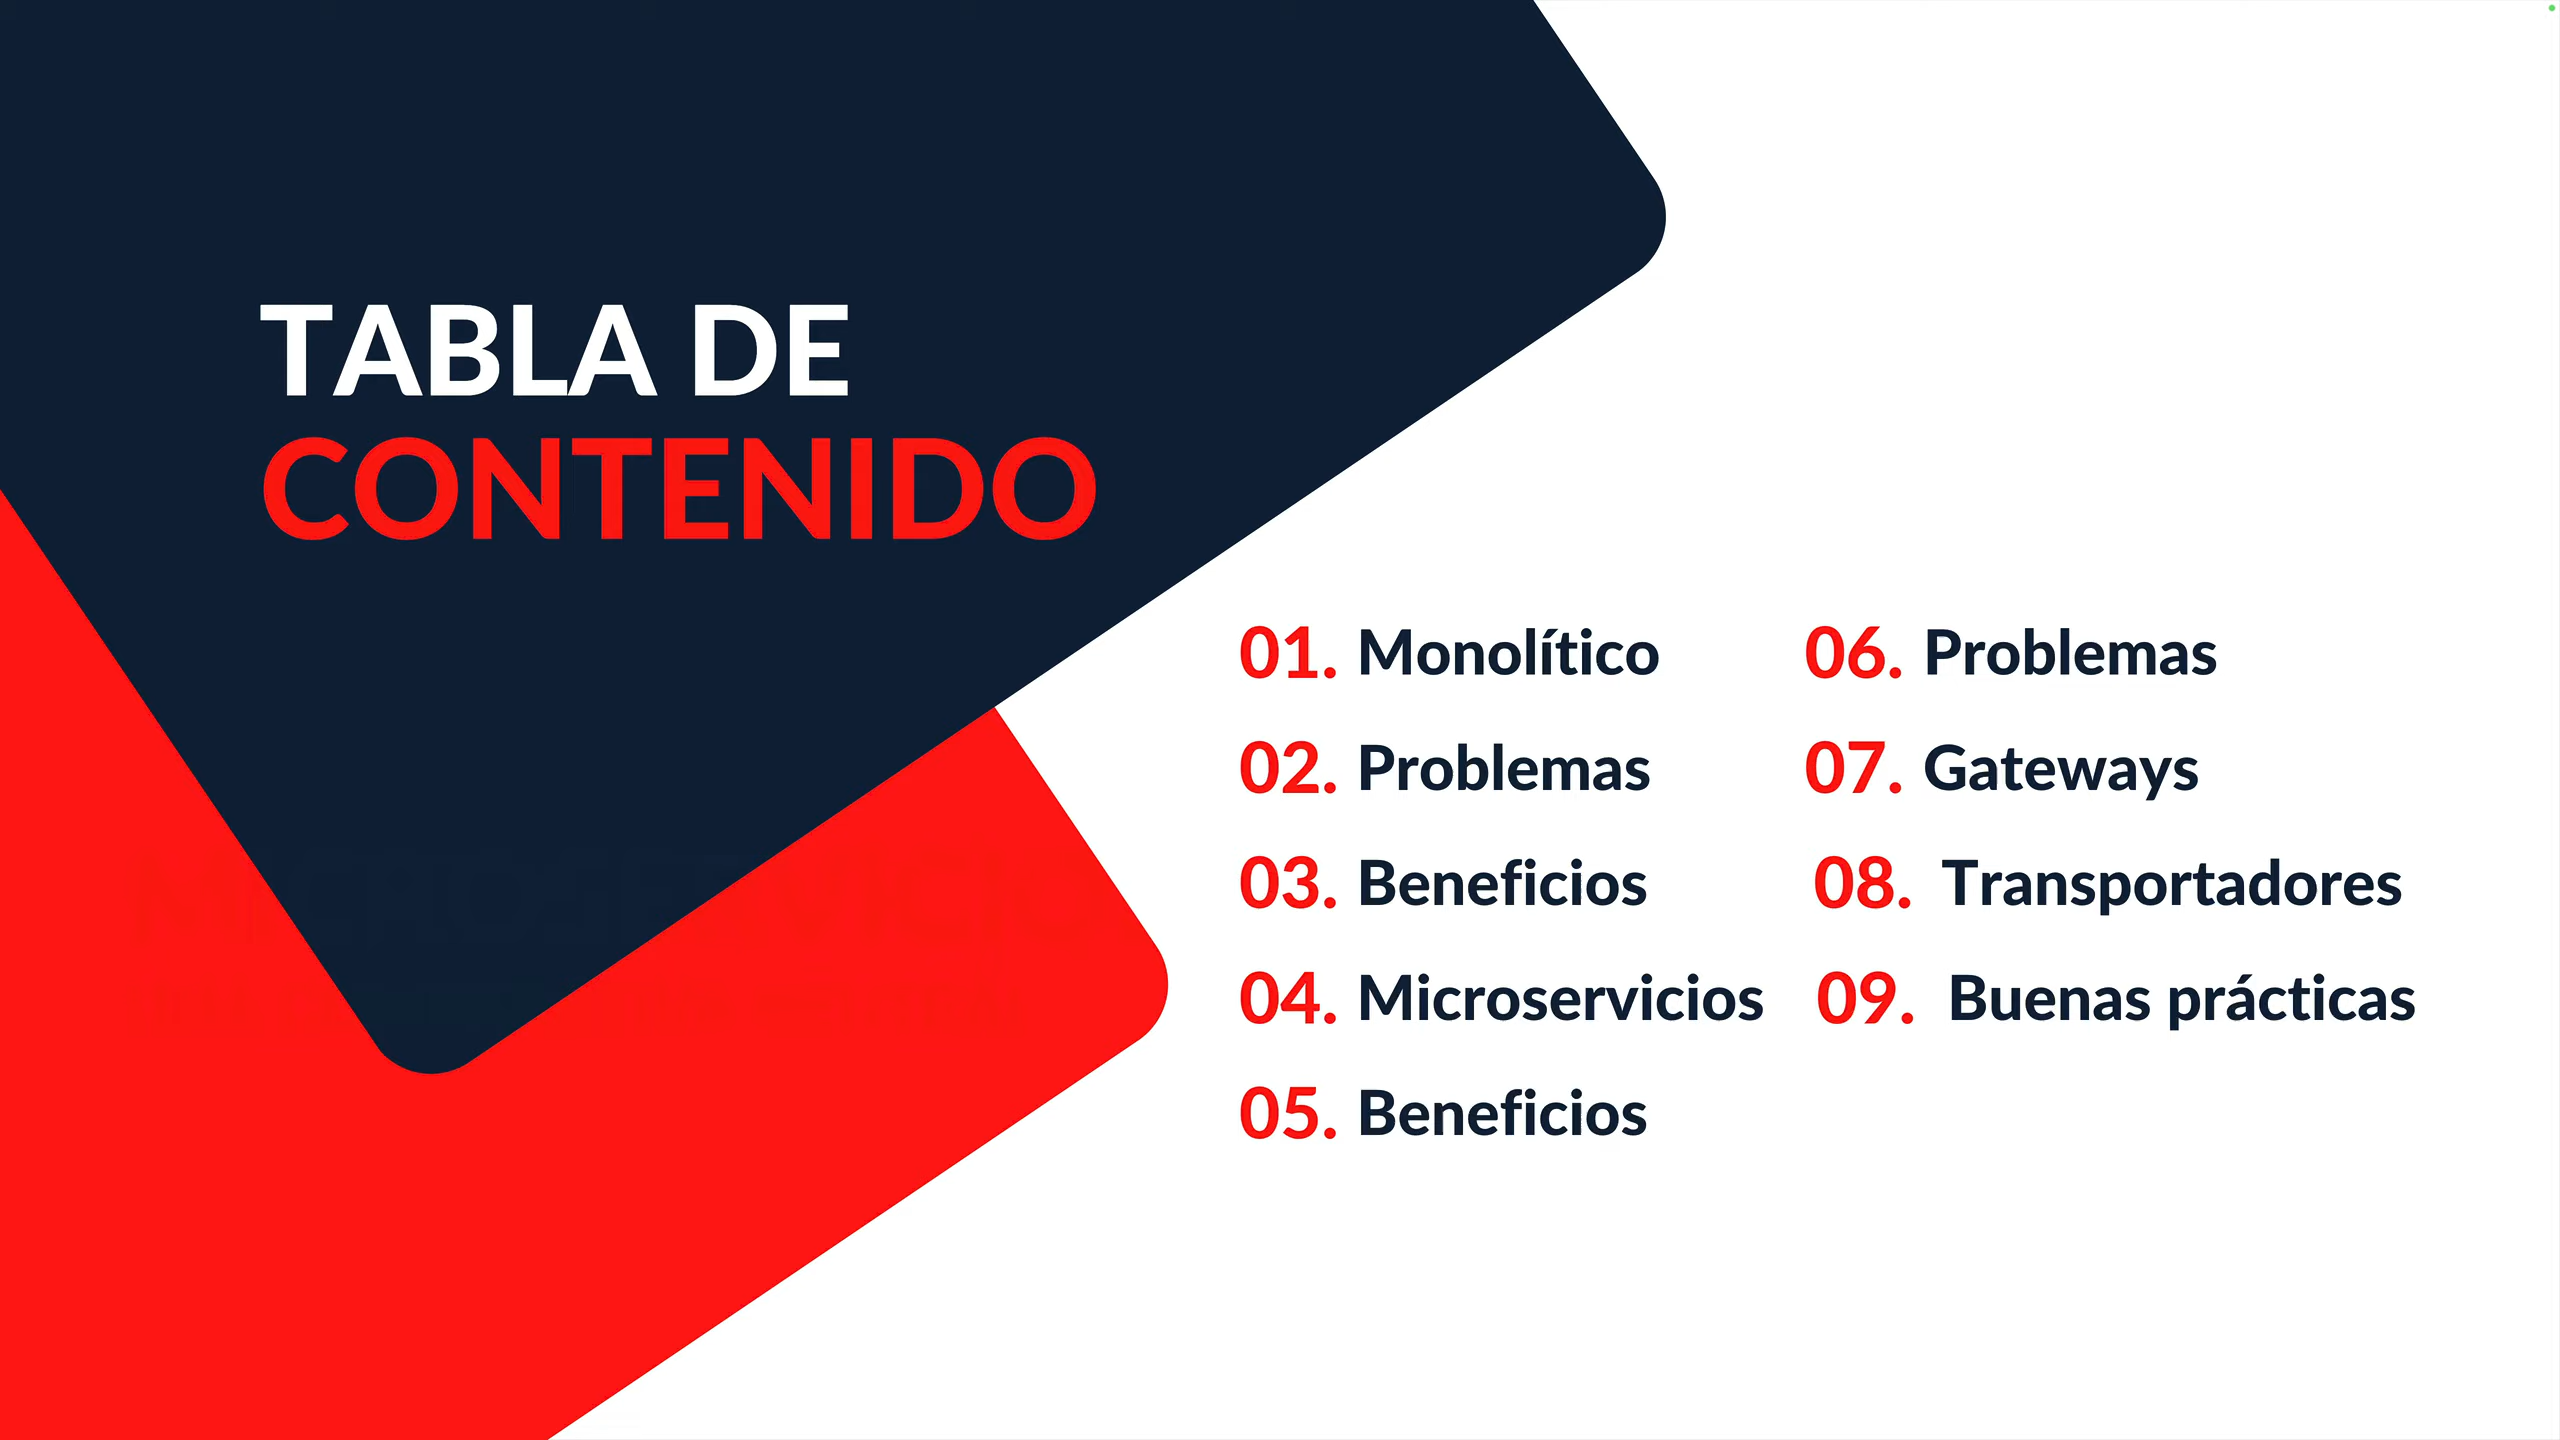 TABLA DE
CONTENIDO
01. Monolítico
02. Problemas
03. Beneficios
04. Microservicios
05. Beneficios
06. Problemas
07. Gateways
08. Transportadores
09. Buenas prácticas